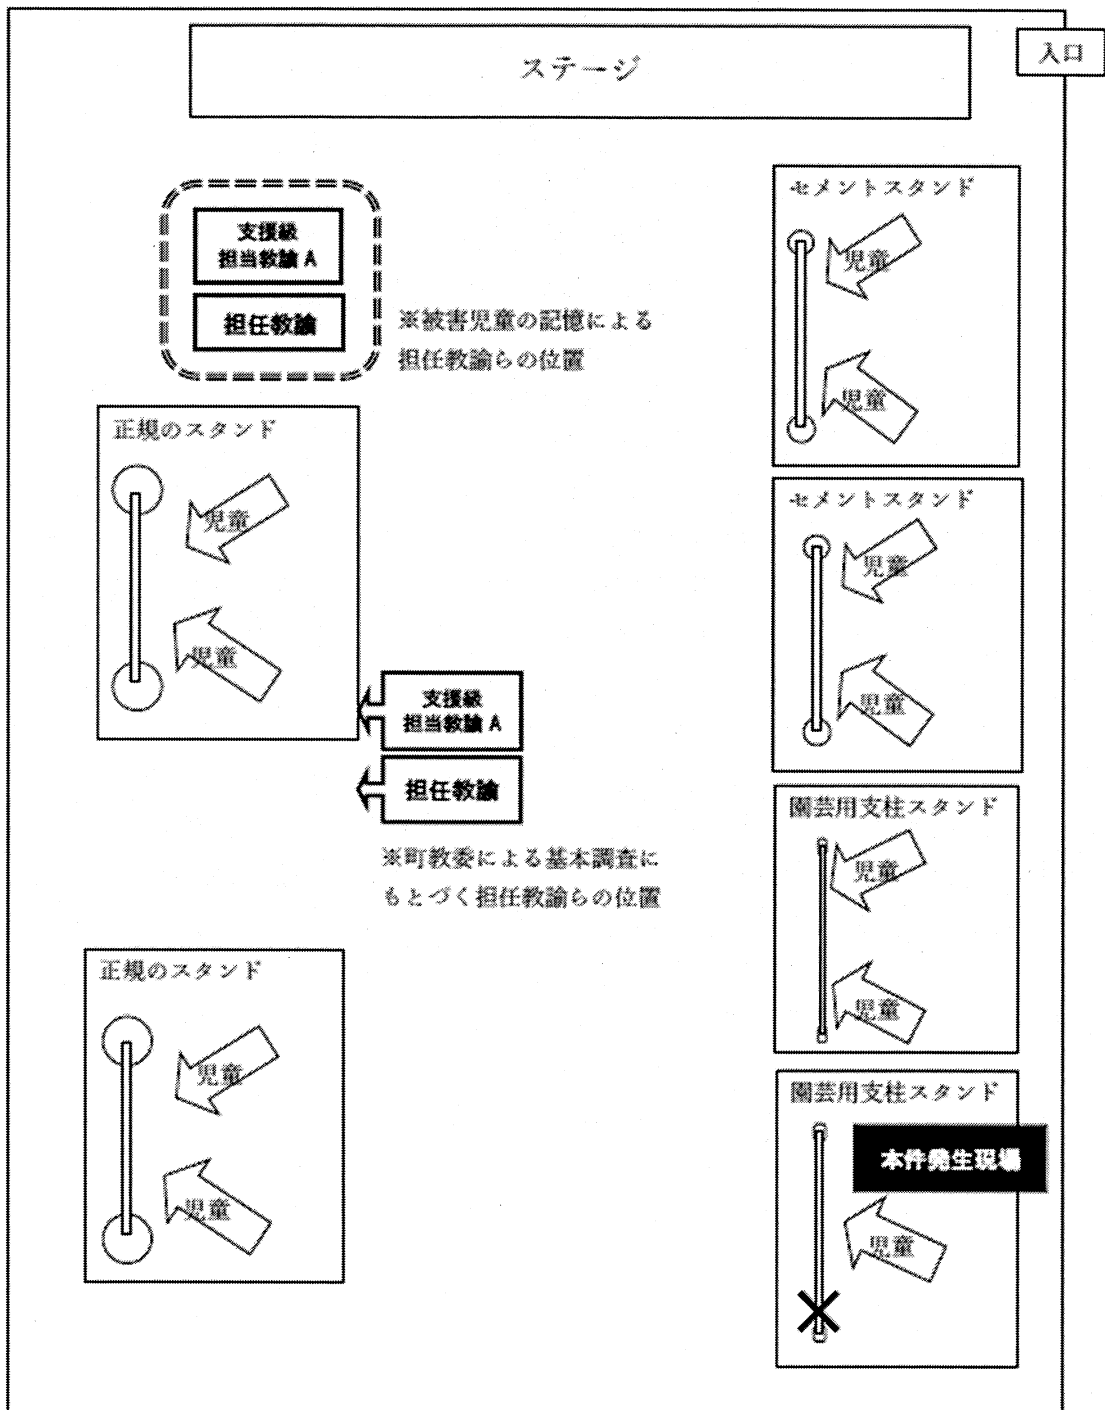 ステージ
入口
支援級
担当教諭 A
担任教諭
※被害児童の記憶による
担任教諭らの位置
セメントスタンド
児童
児童
正規のスタンド
児童
児童
支援級
担当教諭 A
担任教諭
※町教委による基本調査に
もとづく担任教諭らの位置
セメントスタンド
児童
児童
園芸用支柱スタンド
児童
児童
正規のスタンド
児童
児童
園芸用支柱スタンド
本件発生現場
児童